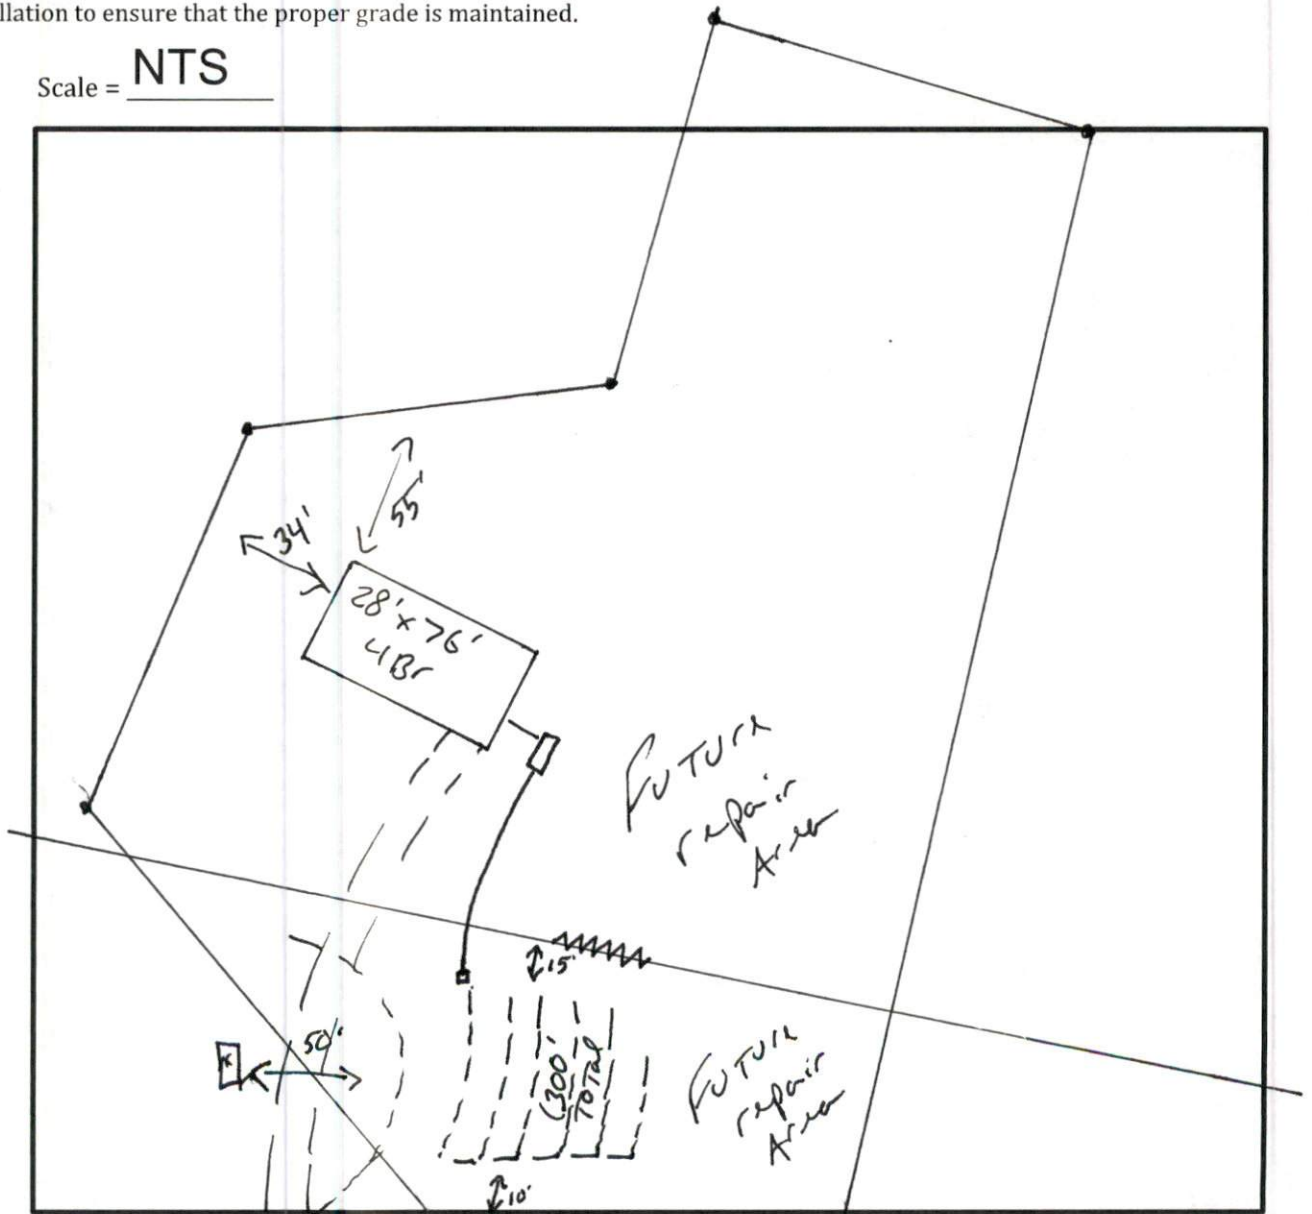 llation to ensure that the proper grade is maintained.
Scale = NTS
55'
34'
28' x 76'
4Br
Future
repair
Area
15'
50'
(300'
Total
Future
repair
Area
10'